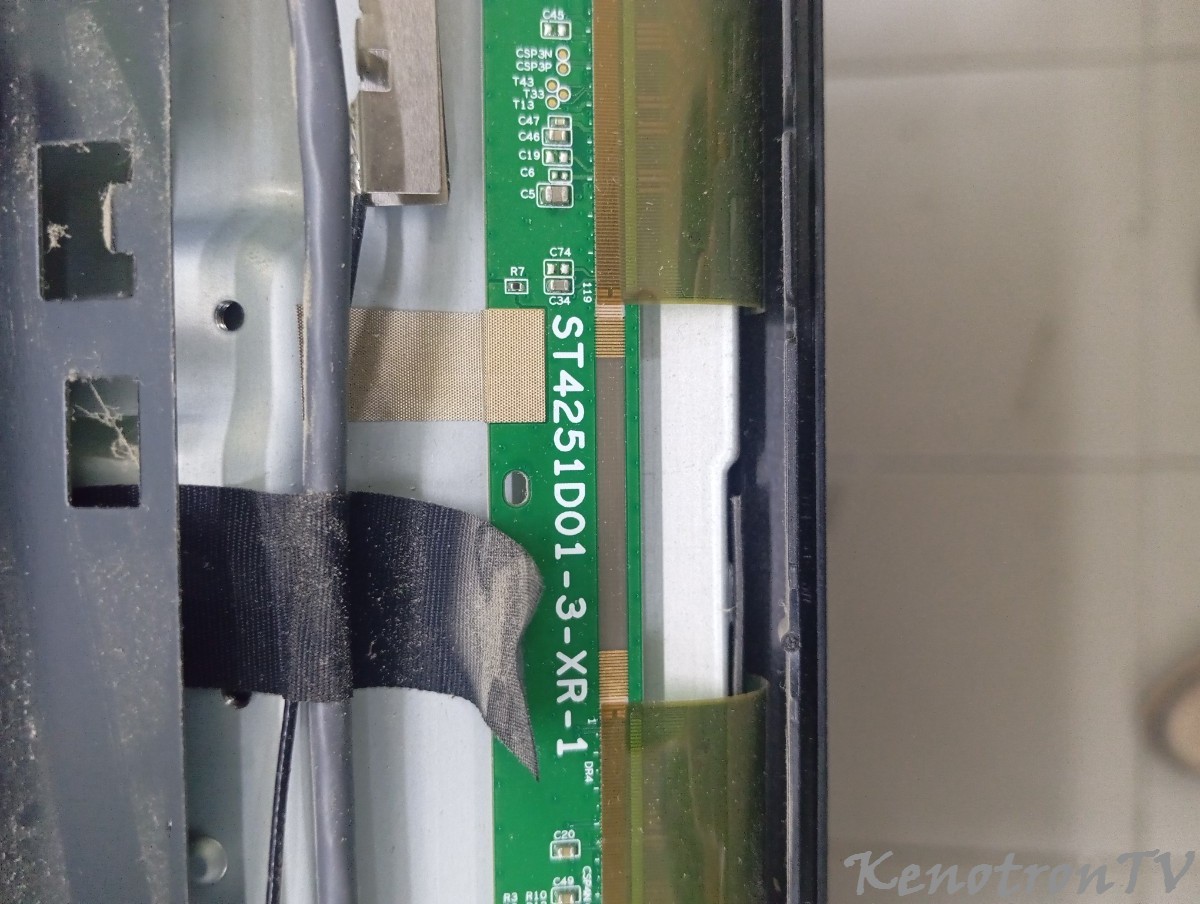 C45
CSP3N
CSP3P
T43
T33
T13
C47
C46
C19
C6
C5
C74
R7
C34
119
ST4251D01-3-XR-1
1
DR4
C20
C49
R3 R10
KenotronTV